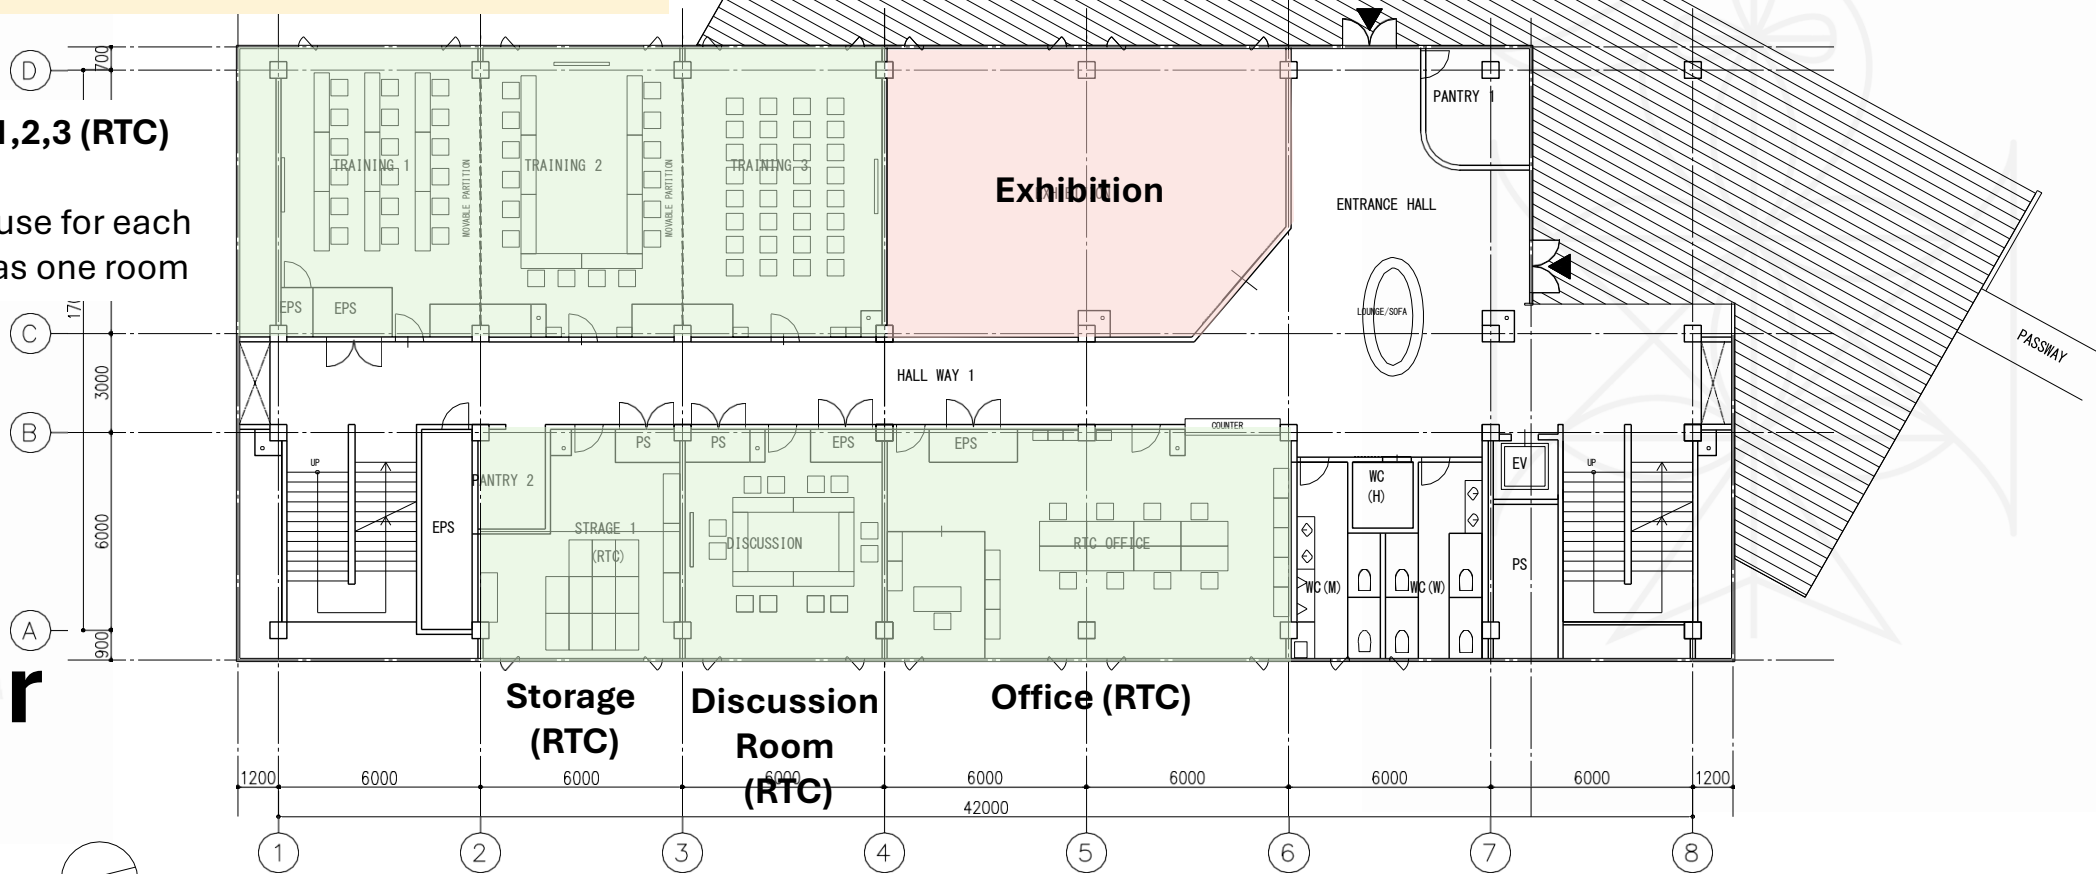 D
700
1,2,3 (RTC)
use for each
as one room
TRAINING 1
MOVABLE PARTITION
TRAINING 2
MOVABLE PARTITION
TRAINING 3
Exhibition
ENTRANCE HALL
PANTRY 1
LOUNGE/SOFA
PASSWAY
EPS
EPS
C
3000
HALL WAY 1
B
COUNTER
UP
EPS
PANTRY 2
PS
PS
EPS
EPS
STRAGE 1
(RTC)
DISCUSSION
RTC OFFICE
WC
(H)
WC(M)
WC(W)
EV
UP
PS
6000
A
900
r
Storage
(RTC)
Discussion
Room
(RTC)
Office (RTC)
1200
6000
6000
6000
6000
6000
6000
6000
1200
42000
1
2
3
4
5
6
7
8